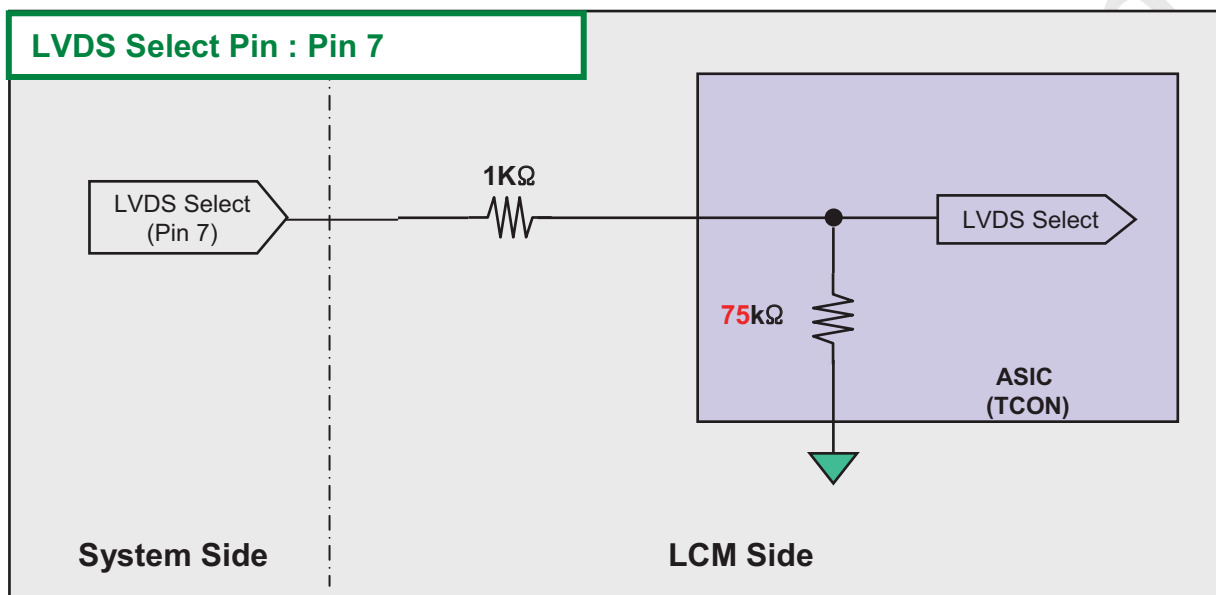 LVDS Select Pin : Pin 7
LVDS Select
(Pin 7)
1KΩ
LVDS Select
75kΩ
ASIC
(TCON)
System Side
LCM Side